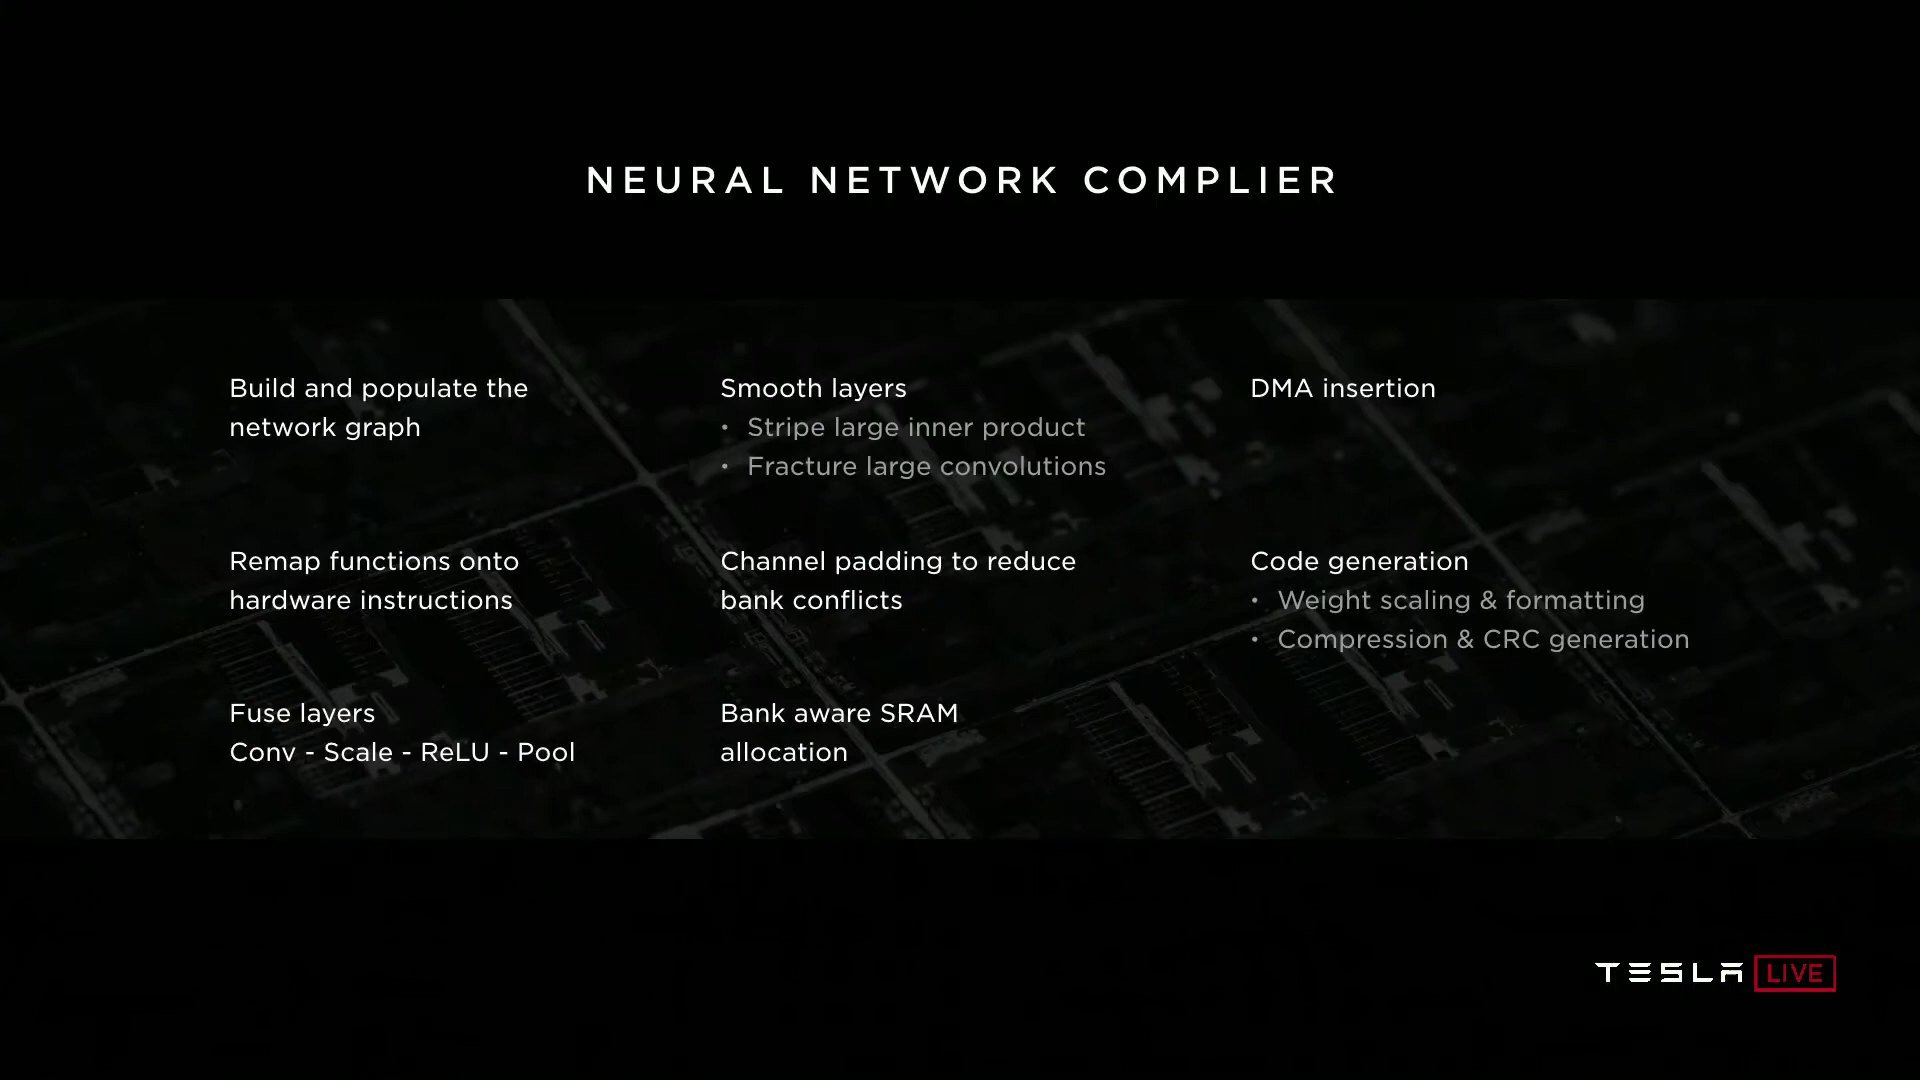 NEURAL NETWORK COMPLIER
Build and populate the
network graph
Remap functions onto
hardware instructions
Fuse layers
Conv - Scale - ReLU - Pool
Smooth layers
• Stripe large inner product
• Fracture large convolutions
Channel padding to reduce
bank conflicts
Bank aware SRAM
allocation
DMA insertion
Code generation
• Weight scaling & formatting
• Compression & CRC generation
TESLA LIVE